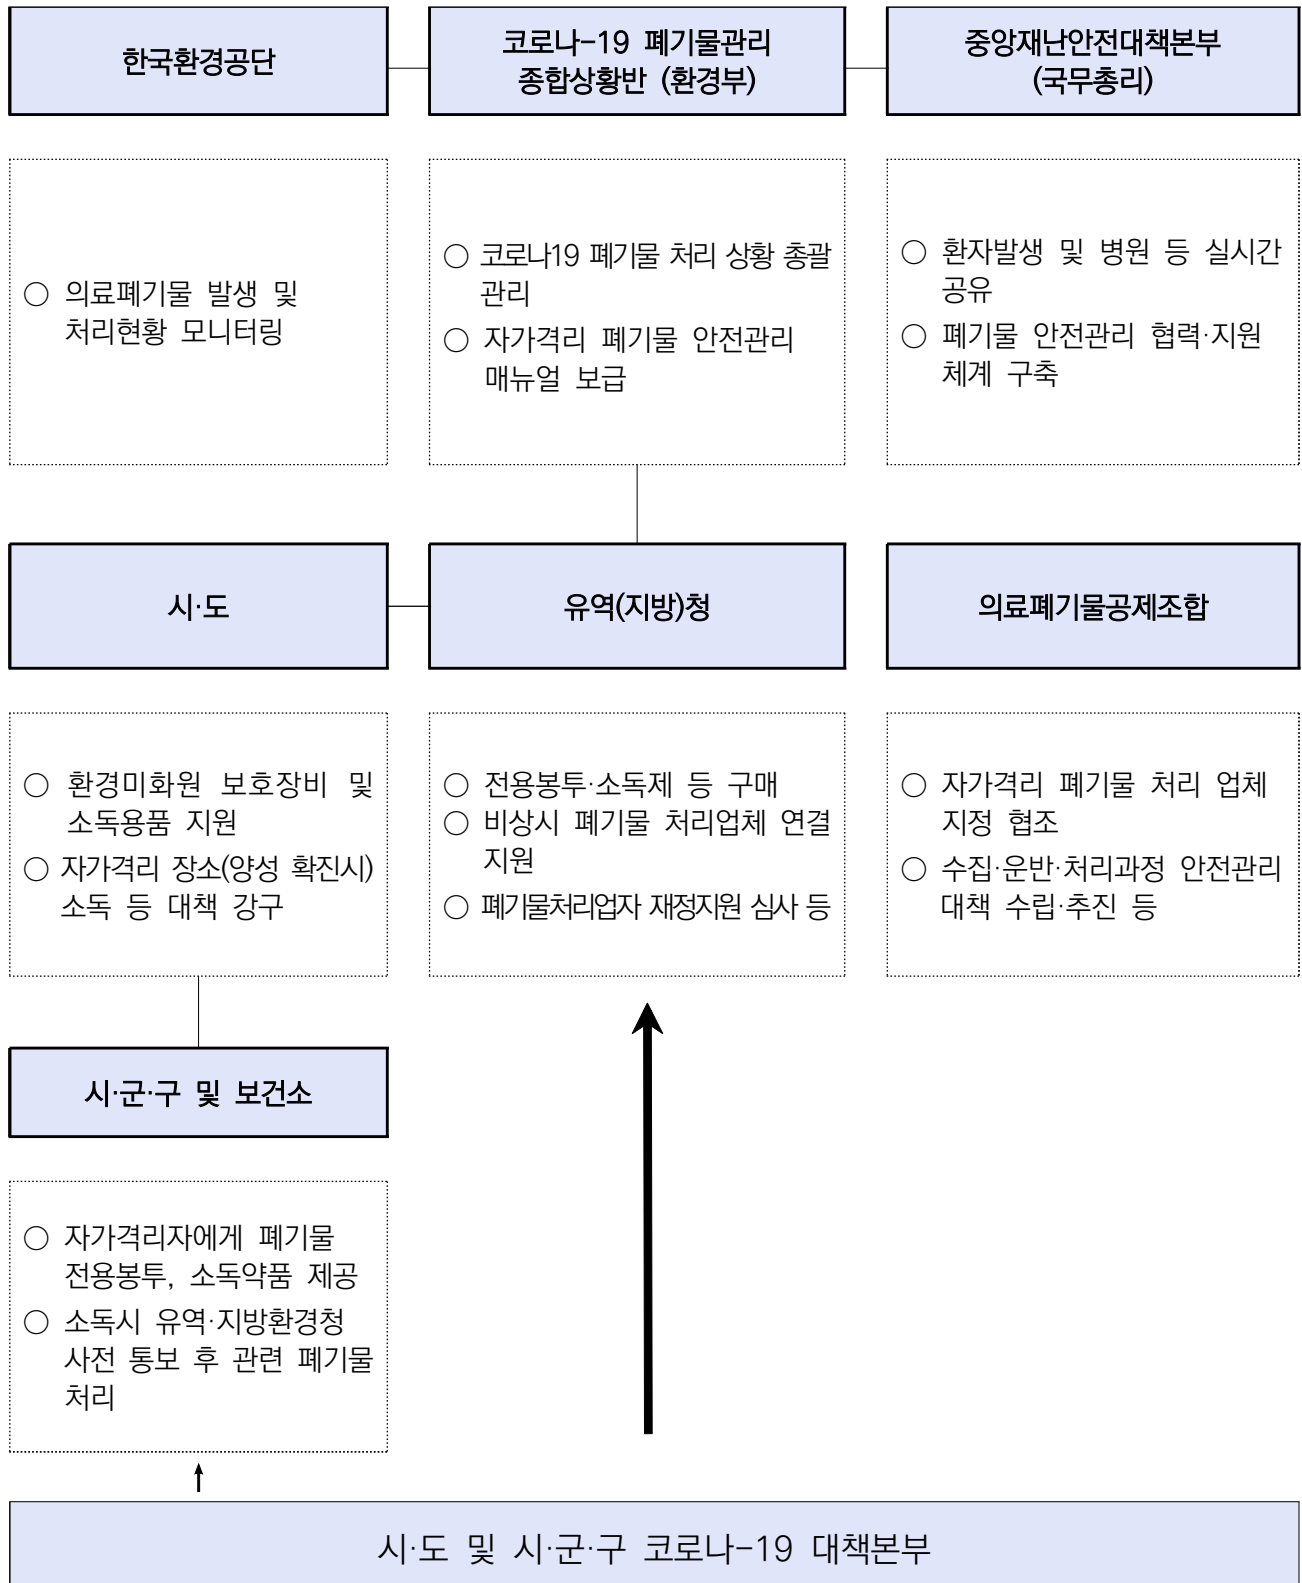 한국환경공단
코로나-19 폐기물관리
종합상황반 (환경부)
중앙재난안전대책본부
(국무총리)
○ 의료폐기물 발생 및
처리현황 모니터링
○ 코로나19 폐기물 처리 상황 총괄
관리
○ 자가격리 폐기물 안전관리
매뉴얼 보급
○ 환자발생 및 병원 등 실시간
공유
○ 폐기물 안전관리 협력·지원
체계 구축
시·도
유역(지방)청
의료폐기물공제조합
○ 환경미화원 보호장비 및
소독용품 지원
○ 자가격리 장소(양성 확진시)
소독 등 대책 강구
○ 전용봉투·소독제 등 구매
○ 비상시 폐기물 처리업체 연결
지원
○ 폐기물처리업자 재정지원 심사 등
○ 자가격리 폐기물 처리 업체
지정 협조
○ 수집·운반·처리과정 안전관리
대책 수립·추진 등
시·군·구 및 보건소
○ 자가격리자에게 폐기물
전용봉투, 소독약품 제공
○ 소독시 유역·지방환경청
사전 통보 후 관련 폐기물
처리
시·도 및 시·군·구 코로나-19 대책본부